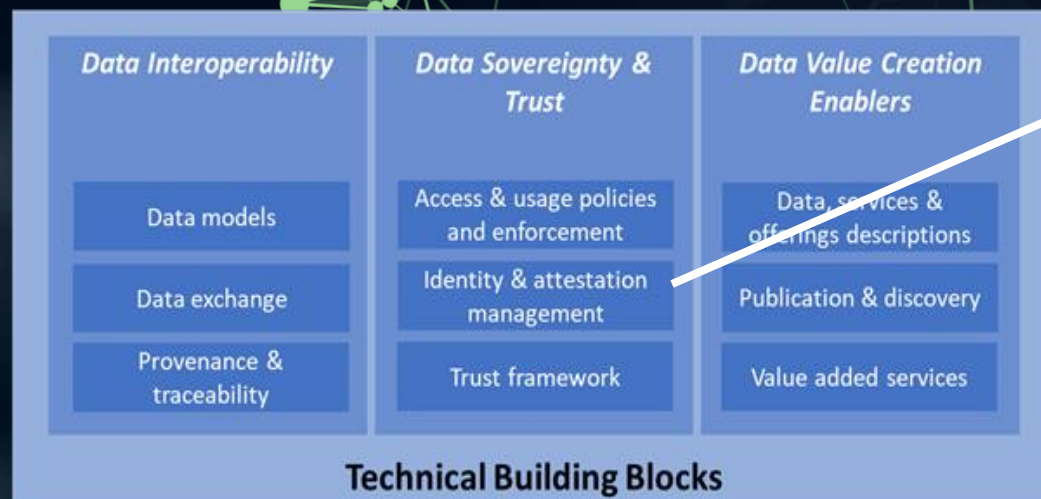 Data Interoperability
Data models
Data exchange
Provenance &
traceability
Data Sovereignty &
Trust
Access & usage policies
and enforcement
Identity & attestation
management
Trust framework
Data Value Creation
Enablers
Data, services &
offerings descriptions
Publication & discovery
Value added services
Technical Building Blocks